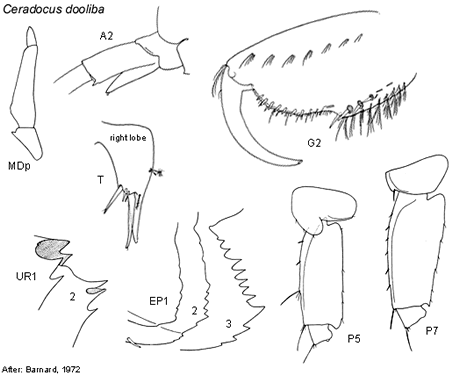 Ceradocus dooliba
A2
MDp
right lobe
T
G2
UR1
2
EP1
2
3
P5
P7
After: Barnard, 1972